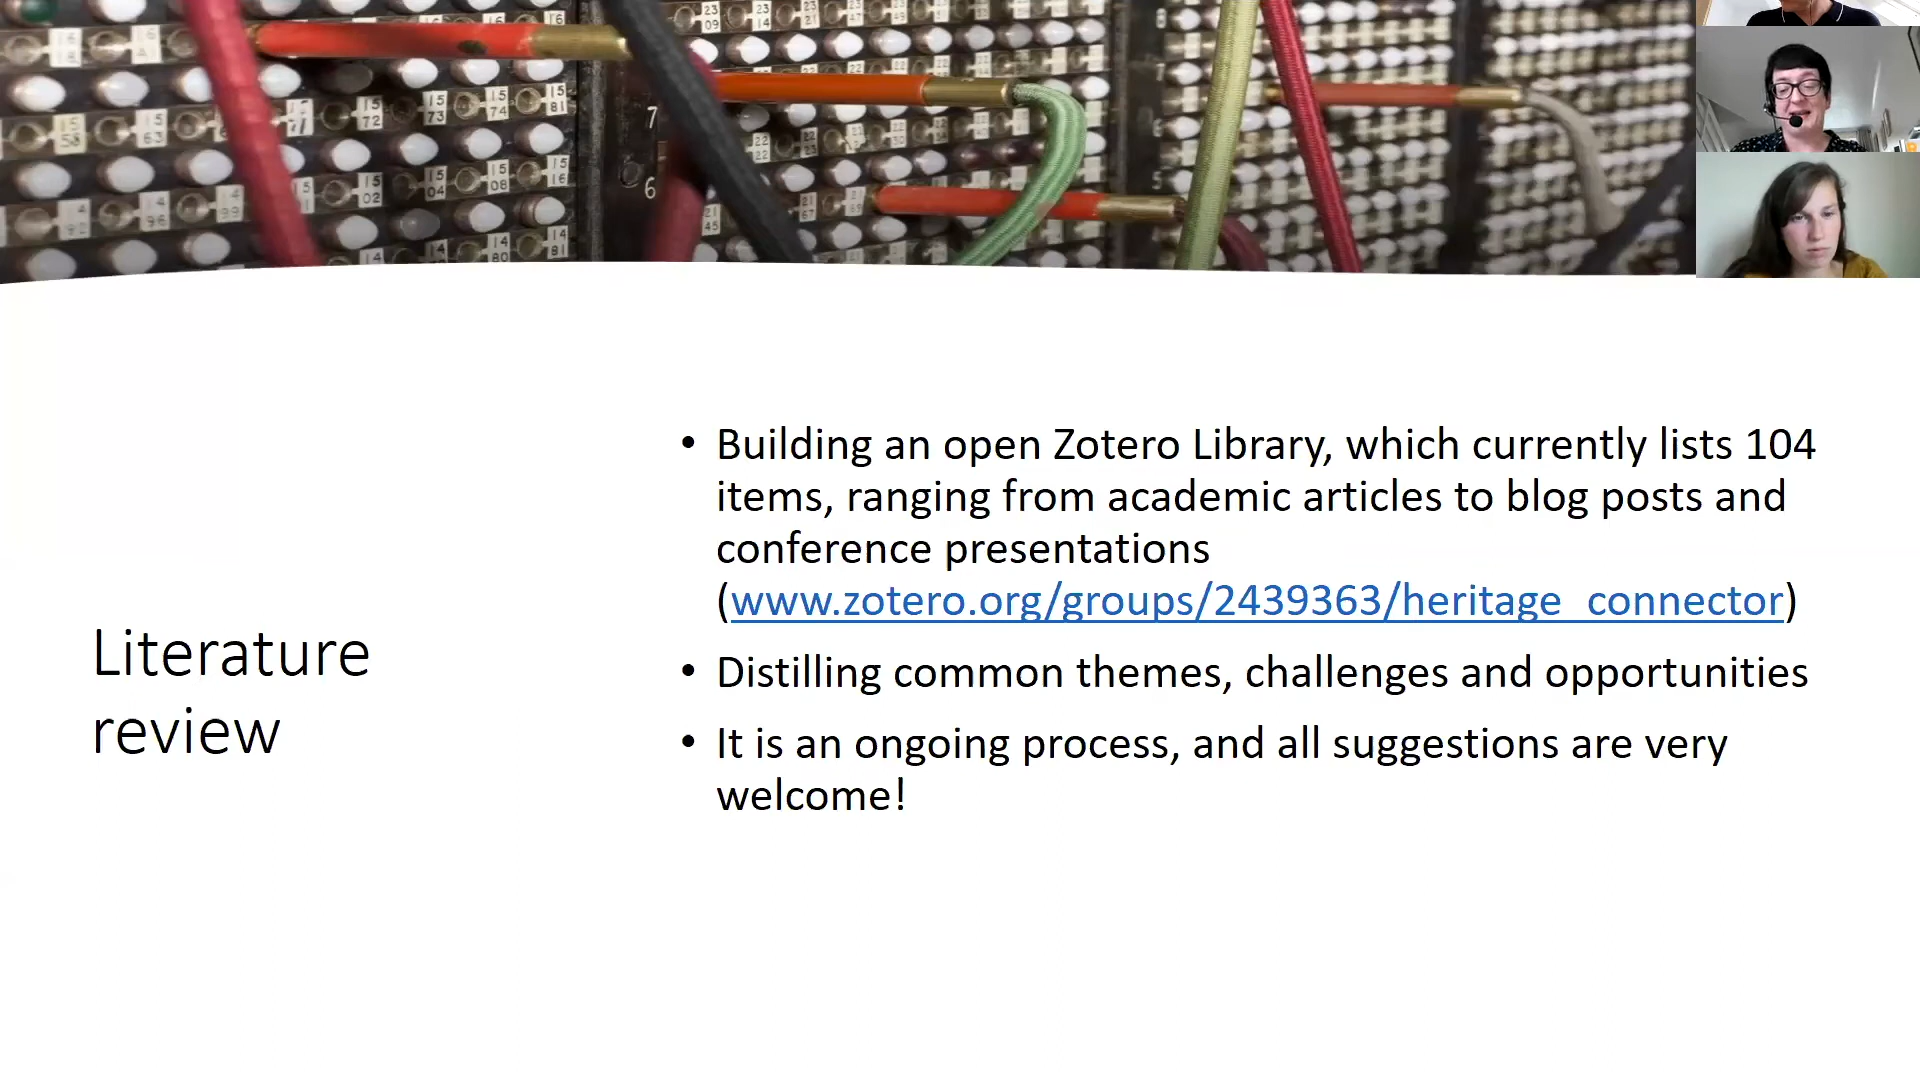 Literature
review
• Building an open Zotero Library, which currently lists 104
items, ranging from academic articles to blog posts and
conference presentations
(www.zotero.org/groups/2439363/heritage_connector)
• Distilling common themes, challenges and opportunities
• It is an ongoing process, and all suggestions are very
welcome!